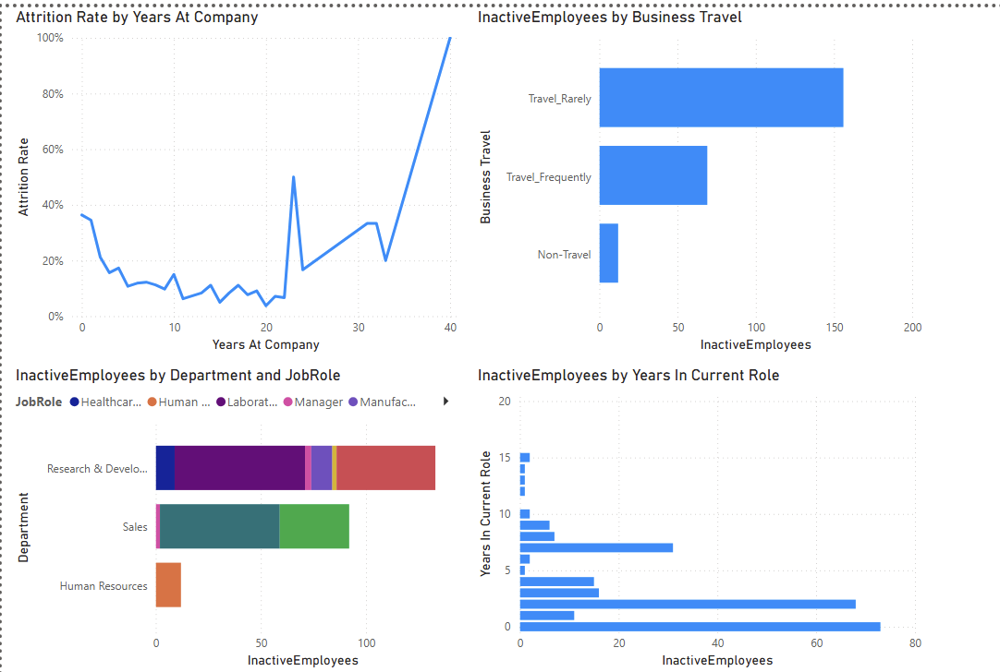 Attrition Rate by Years At Company
100%
80%
60%
40%
20%
0%
Attrition Rate
0 10 20 30 40
Years At Company
InactiveEmployees by Business Travel
Business Travel
Travel_Rarely
Travel_Frequently
Non-Travel
0 50 100 150 200
InactiveEmployees
InactiveEmployees by Department and JobRole
JobRole Healthcar... Human ... Laborat... Manager Manufac...
Department
Research & Develo...
Sales
Human Resources
0 50 100
InactiveEmployees
InactiveEmployees by Years In Current Role
Years In Current Role
20
15
10
5
0
0 20 40 60 80
InactiveEmployees